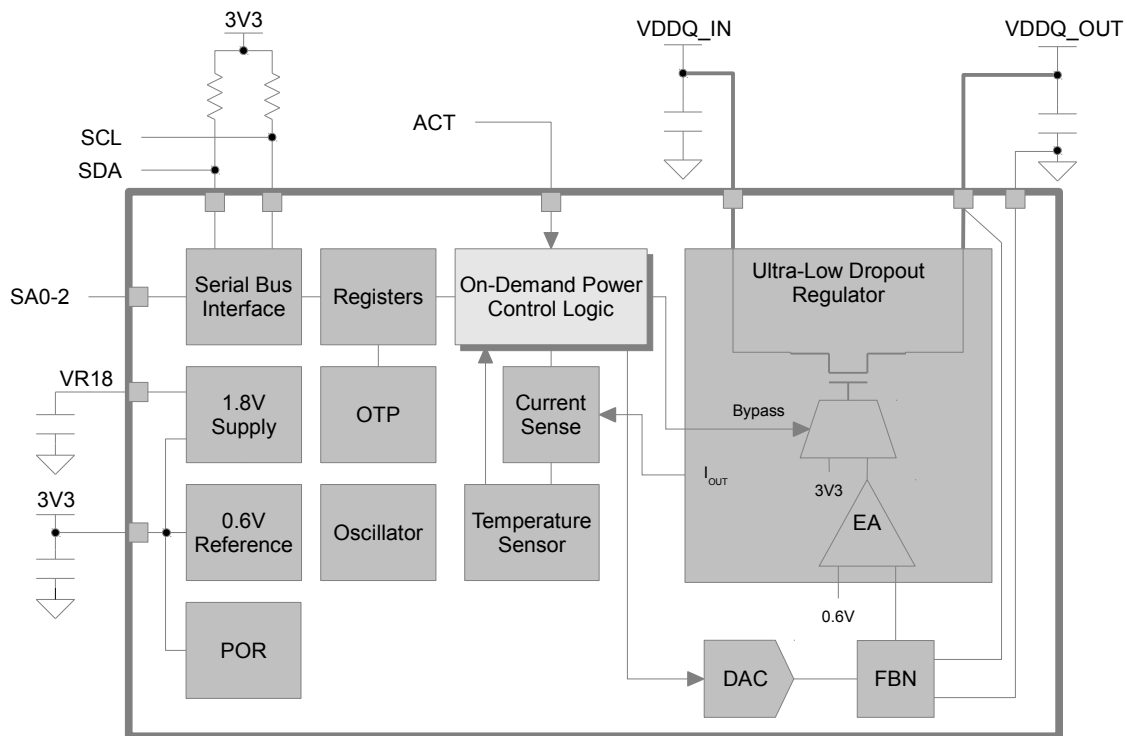 3V3
VDDQ_IN
VDDQ_OUT
SCL
ACT
SDA
SA0-2
Serial Bus
Interface
Registers
On-Demand Power
Control Logic
Ultra-Low Dropout
Regulator
VR18
1.8V
Supply
OTP
Current
Sense
Bypass
IOUT
3V3
3V3
0.6V
Reference
Oscillator
Temperature
Sensor
EA
0.6V
POR
DAC
FBN